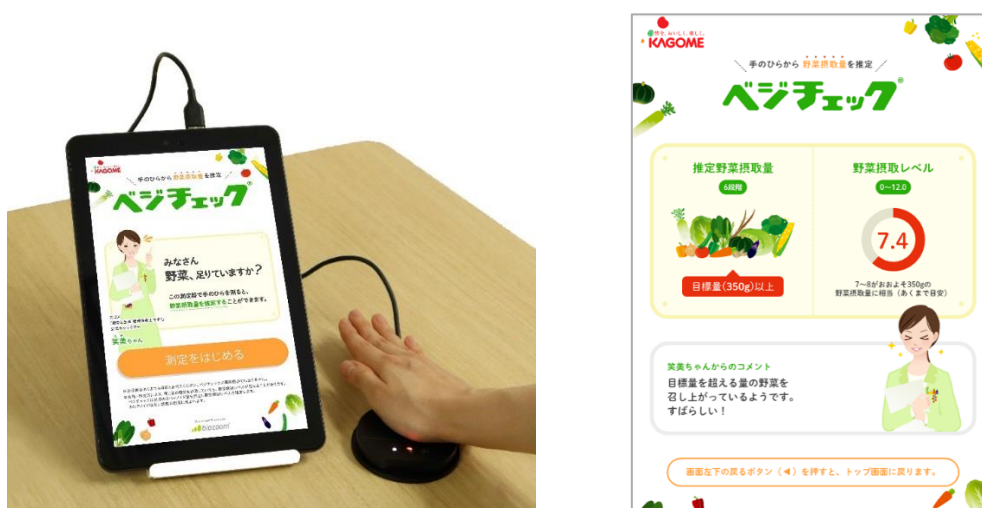 KAGOME
手のひらから 野菜摂取量を推定
ベジチェック®
みなさん
野菜、足りていますか?
この測定器で手のひらを測ると、
野菜摂取量を推定することができます。
笑美ちゃん
測定をはじめる
biozoom
自然を、おいしく、楽しく。
KAGOME
手のひらから 野菜摂取量を推定
ベジチェック®
推定野菜摂取量
6段階
目標量(350g)以上
野菜摂取レベル
0〜12.0
7.4
7〜8がおおよそ350gの
野菜摂取量に相当(あくまで目安)
笑美ちゃんからのコメント
目標量を超える量の野菜を
召し上がっているようです。
すばらしい!
画面左下の戻るボタン(◀)を押すと、トップ画面に戻ります。